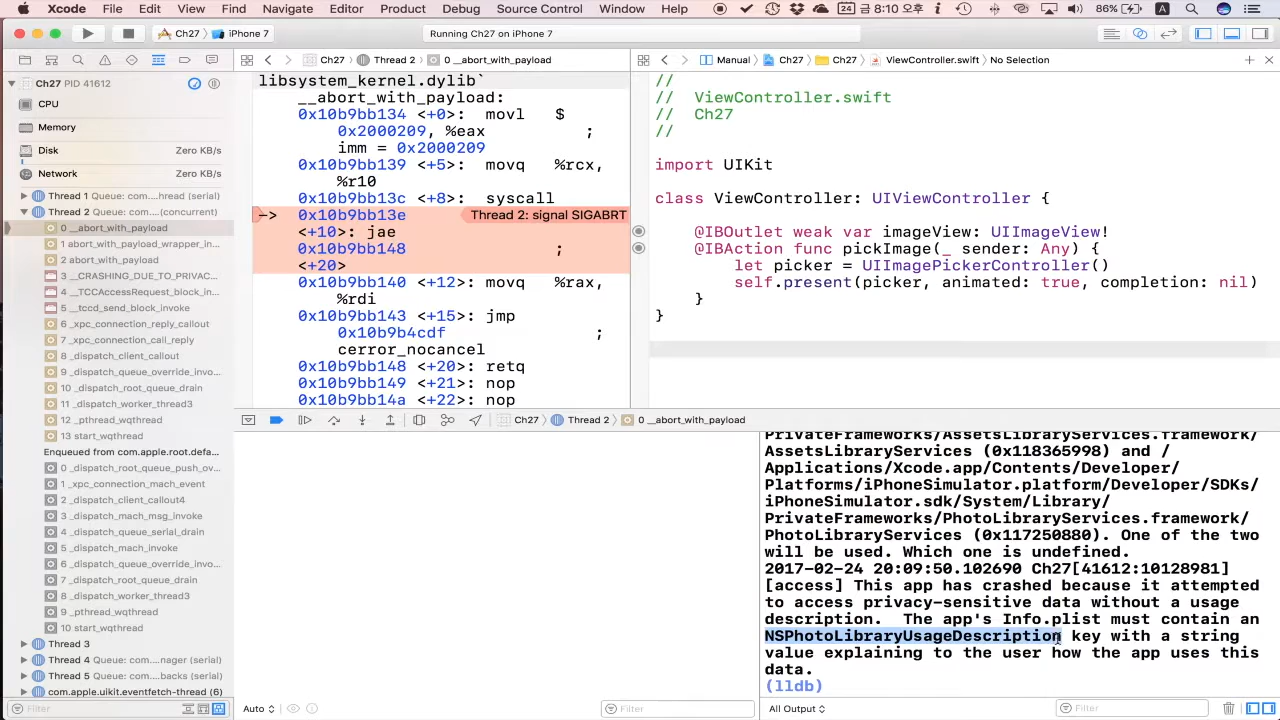 Xcode File Edit View Find Navigate Editor Product Debug Source Control Window Help 24 금 8:10 오후 86% A
Ch27 iPhone 7 Running Ch27 on iPhone 7
Ch27 Thread 2 0 __abort_with_payload
Manual Ch27 Ch27 ViewController.swift No Selection
Ch27 PID 41612
CPU
Memory
Disk Zero KB/s
Network Zero KB/s
Thread 1 Queue: com....hread (serial)
Thread 2 Queue: com....(concurrent)
0 __abort_with_payload
1 abort_with_payload_wrapper_in...
2 abort_with_payload
3 __CRASHING_DUE_TO_PRIVAC...
4 __TCCAccessRequest_block_in...
5 __tccd_send_block_invoke
6 _xpc_connection_reply_callout
7 _xpc_connection_call_reply
8 _dispatch_client_callout
9 _dispatch_queue_override_invo...
10 _dispatch_root_queue_drain
11 _dispatch_worker_thread3
12 _pthread_wqthread
13 start_wqthread
Enqueued from com.apple.root.defa...
0 _dispatch_root_queue_push_ov...
1 _xpc_connection_mach_event
2 _dispatch_client_callout4
3 _dispatch_mach_msg_invoke
4 _dispatch_queue_serial_drain
5 _dispatch_mach_invoke
6 _dispatch_queue_override_invo...
7 _dispatch_root_queue_drain
8 _dispatch_worker_thread3
9 _pthread_wqthread
10 start_wqthread
Thread 3
Thread 4 Queue: com....nager (serial)
Thread 5 Queue: com....backs (serial)
com.apple.uikit.eventfetch-thread (6)
Filter
libsystem_kernel.dylib`
__abort_with_payload:
0x10b9bb134 <+0>: movl $
0x2000209, %eax ;
imm = 0x2000209
0x10b9bb139 <+5>: movq %rcx,
%r10
0x10b9bb13c <+8>: syscall
-> 0x10b9bb13e Thread 2: signal SIGABRT
<+10>: jae
0x10b9bb148 ;
<+20>
0x10b9bb140 <+12>: movq %rax,
%rdi
0x10b9bb143 <+15>: jmp
0x10b9b4cdf ;
cerror_nocancel
0x10b9bb148 <+20>: retq
0x10b9bb149 <+21>: nop
0x10b9bb14a <+22>: nop
//
// ViewController.swift
// Ch27
//
import UIKit
class ViewController: UIViewController {
@IBOutlet weak var imageView: UIImageView!
@IBAction func pickImage(_ sender: Any) {
let picker = UIImagePickerController()
self.present(picker, animated: true, completion: nil)
}
}
Ch27 Thread 2 0 __abort_with_payload
PrivateFrameworks/AssetsLibraryServices.framework/
AssetsLibraryServices (0x118365998) and /
Applications/Xcode.app/Contents/Developer/
Platforms/iPhoneSimulator.platform/Developer/SDKs/
iPhoneSimulator.sdk/System/Library/
PrivateFrameworks/PhotoLibraryServices.framework/
PhotoLibraryServices (0x117250880). One of the two
will be used. Which one is undefined.
2017-02-24 20:09:50.102690 Ch27[41612:10128981]
[access] This app has crashed because it attempted
to access privacy-sensitive data without a usage
description. The app's Info.plist must contain an
NSPhotoLibraryUsageDescription key with a string
value explaining to the user how the app uses this
data.
(lldb)
Auto Filter All Output Filter